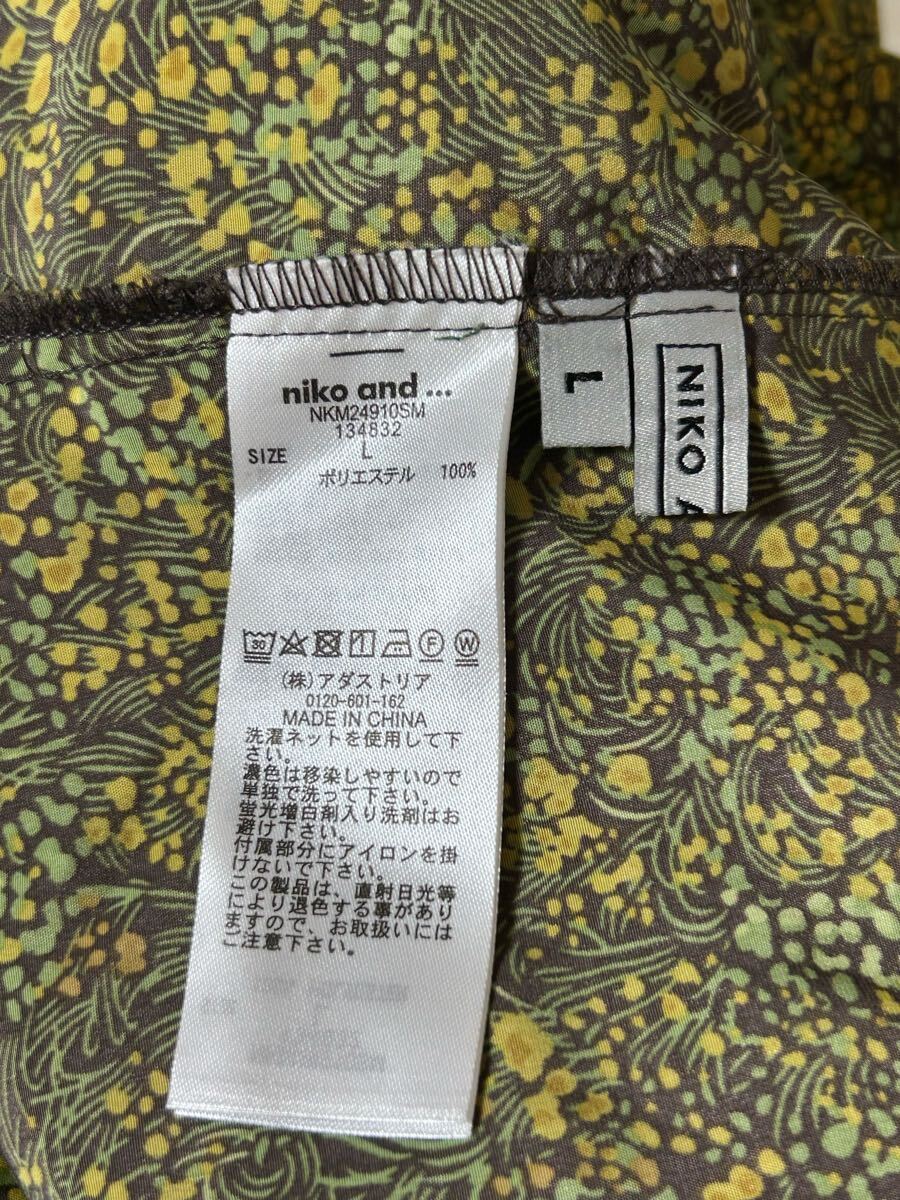 niko and ...
NKM24910SM
134832
SIZE L
ポリエステル 100%
30
F W
(株)アダストリア
0120-601-162
MADE IN CHINA
洗濯ネットを使用して下
さい。
濃色は移染しやすいので
単独で洗って下さい。
蛍光増白剤入り洗剤はお
避け下さい。
付属部分にアイロンを掛
けないで下さい。
この製品は、直射日光等
により退色する事があり
ますので、お取扱いには
ご注意下さい。
L
NIKO A